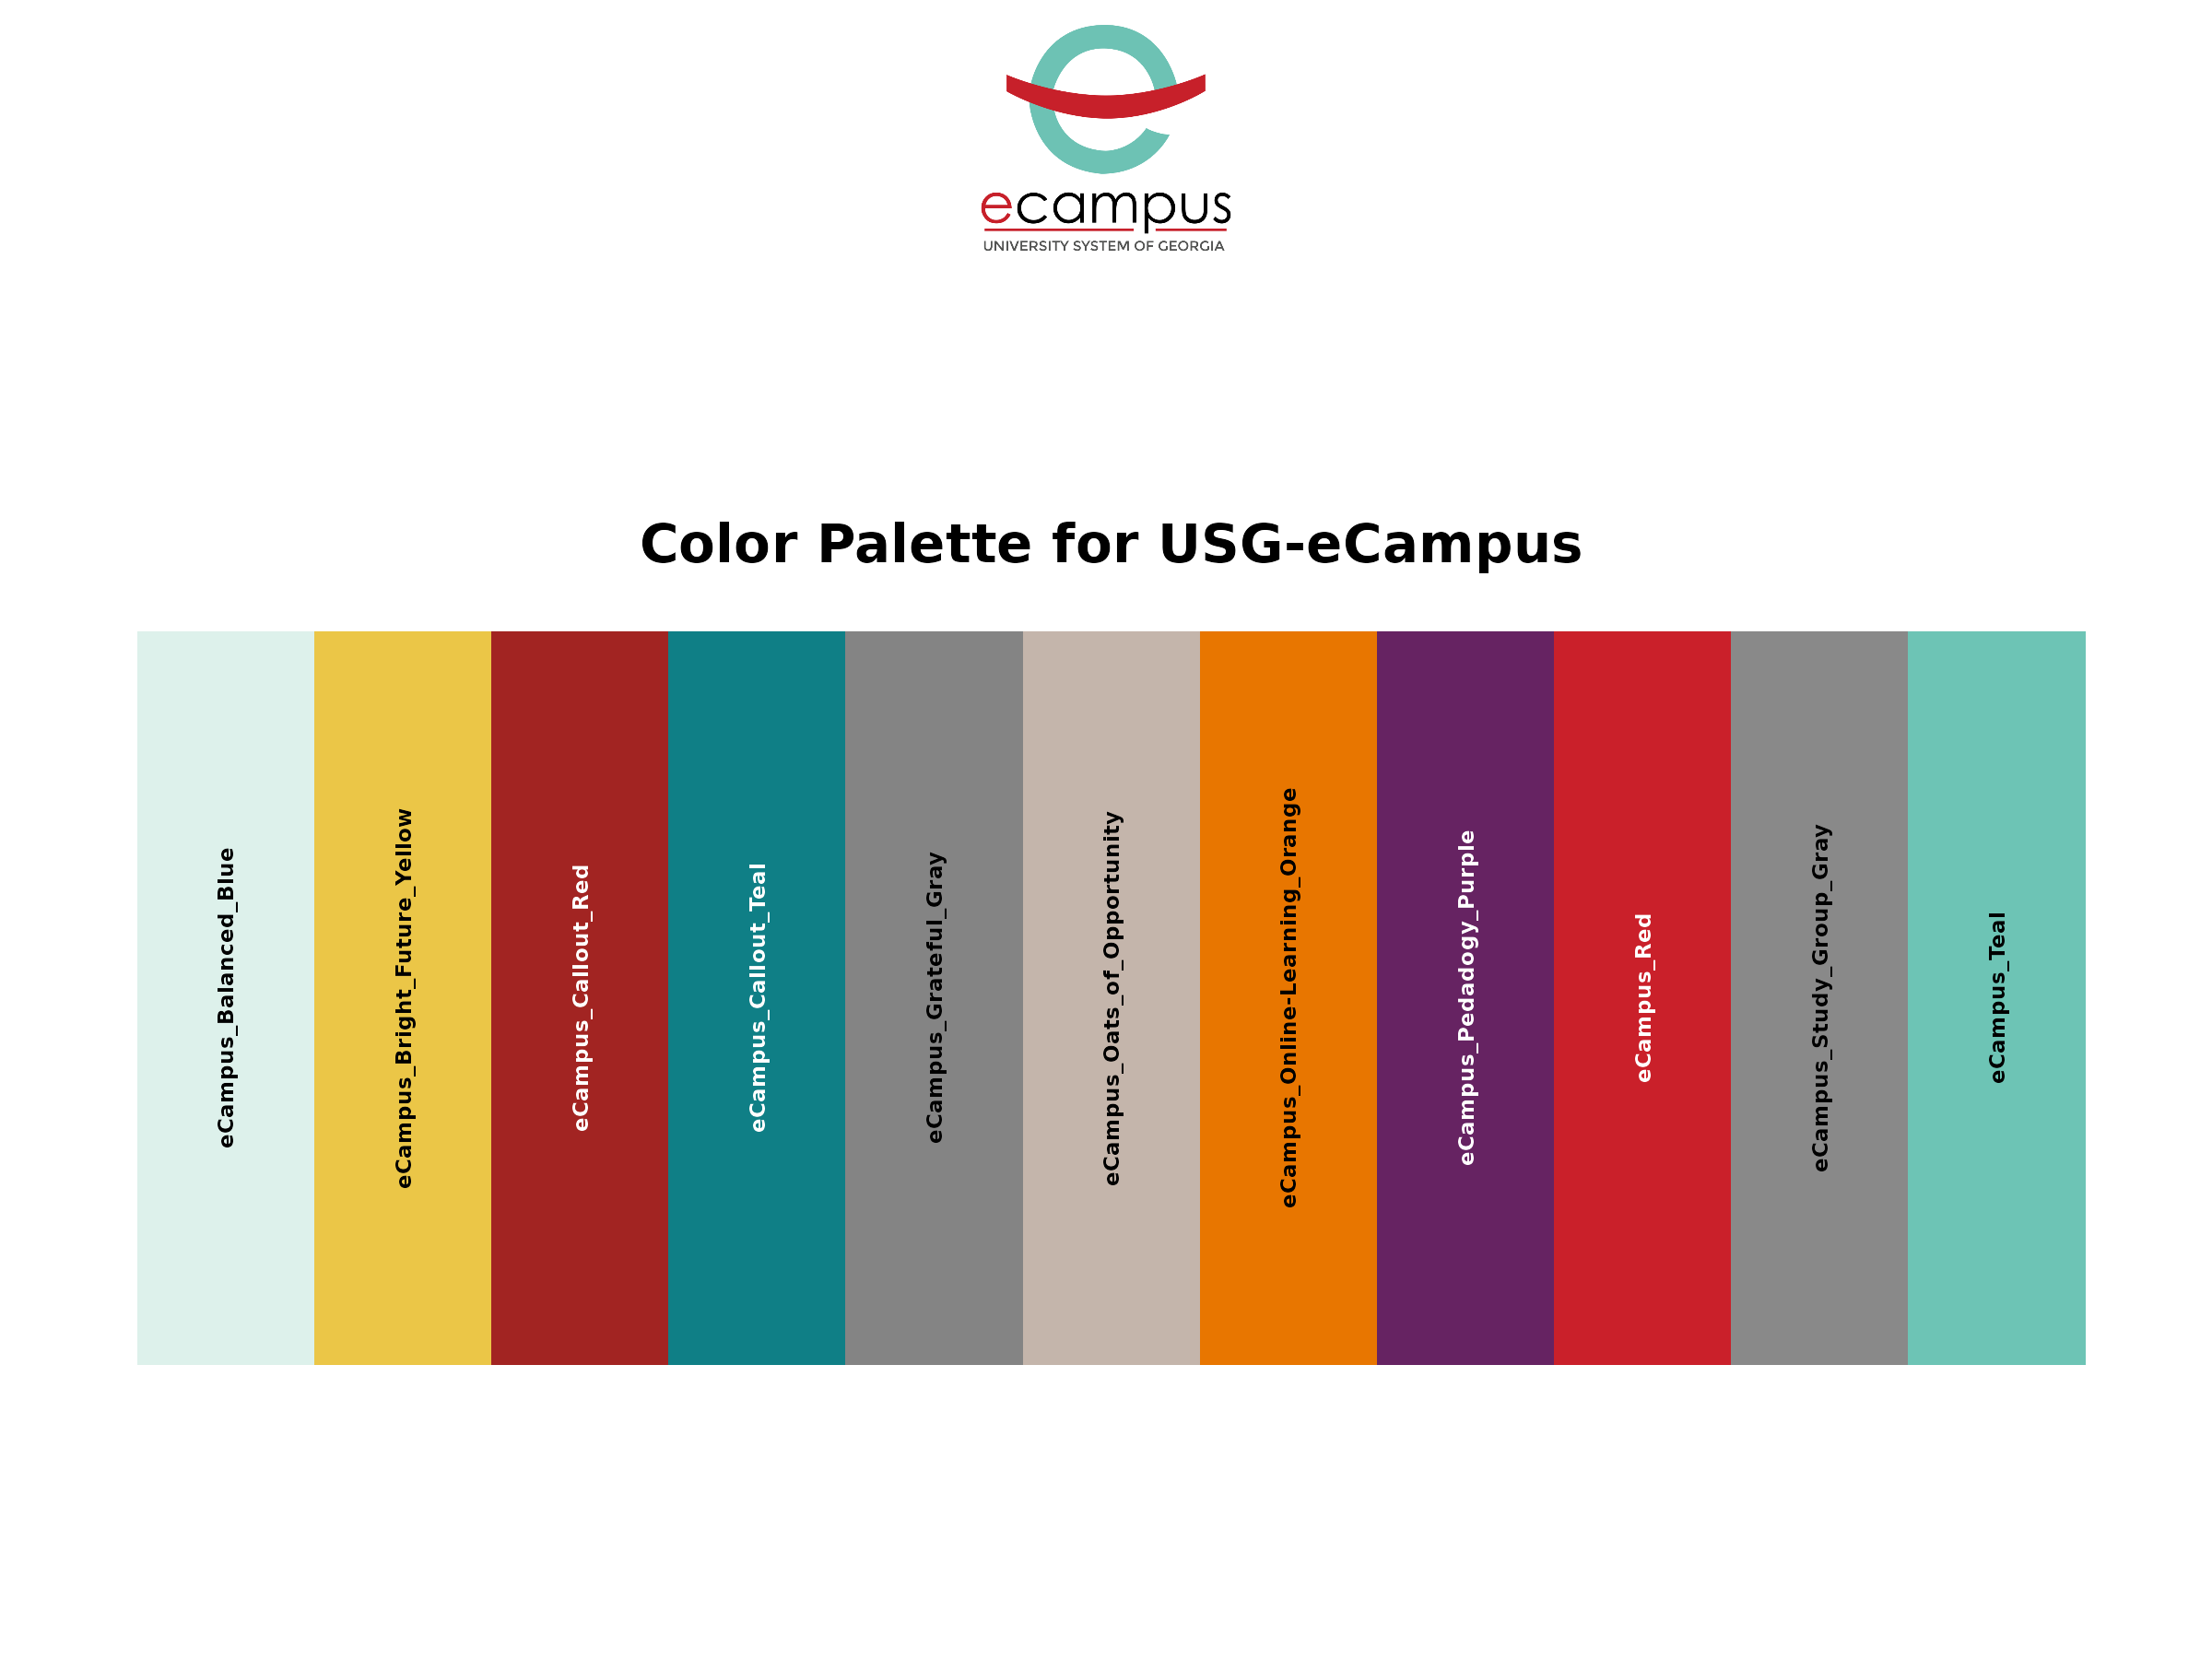 ecampus
UNIVERSITY SYSTEM OF GEORGIA
Color Palette for USG-eCampus
eCampus_Balanced_Blue
eCampus_Bright_Future_Yellow
eCampus_Callout_Red
eCampus_Callout_Teal
eCampus_Grateful_Gray
eCampus_Oats_of_Opportunity
eCampus_Online-Learning_Orange
eCampus_Pedadogy_Purple
eCampus_Red
eCampus_Study_Group_Gray
eCampus_Teal